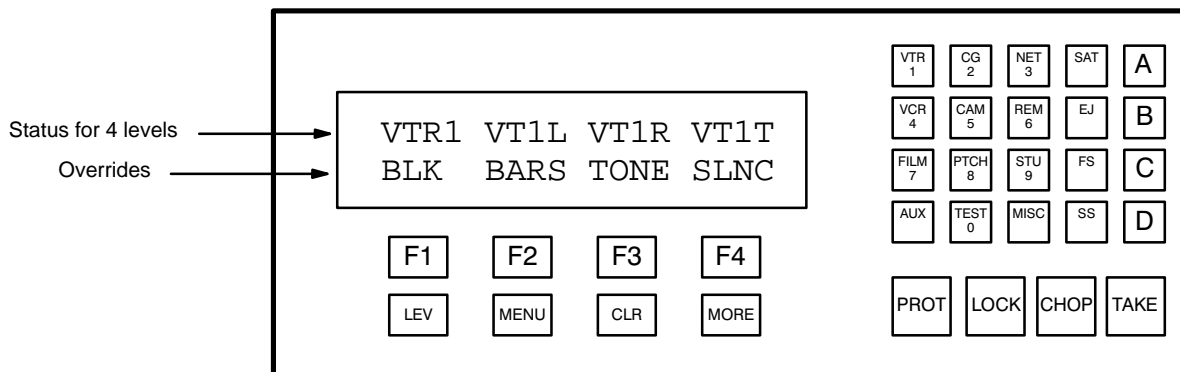 Status for 4 levels
Overrides
VTR1 VT1L VT1R VT1T
BLK BARS TONE SLNC
F1 F2 F3 F4
LEV MENU CLR MORE
VTR 1 CG 2 NET 3 SAT A
VCR 4 CAM 5 REM 6 EJ B
FILM 7 PTCH 8 STU 9 FS C
AUX TEST 0 MISC SS D
PROT LOCK CHOP TAKE